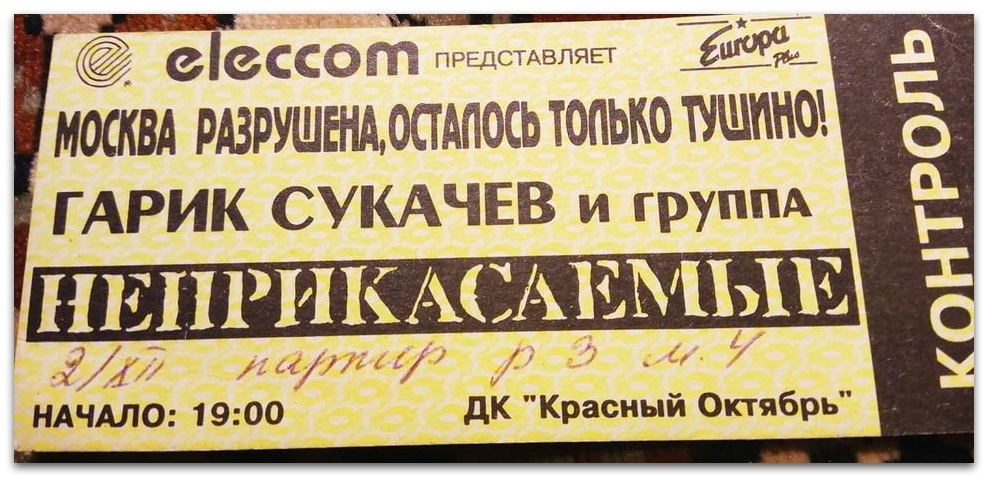 eleccom ПРЕДСТАВЛЯЕТ
Europa Plus
МОСКВА РАЗРУШЕНА, ОСТАЛОСЬ ТОЛЬКО ТУШИНО!
ГАРИК СУКАЧЕВ И ГРУППА
НЕПРИКАСАЕМЫЕ
2/XII партир р 3 м. 4
НАЧАЛО: 19:00 ДК "Красный Октябрь"
КОНТРОЛЬ